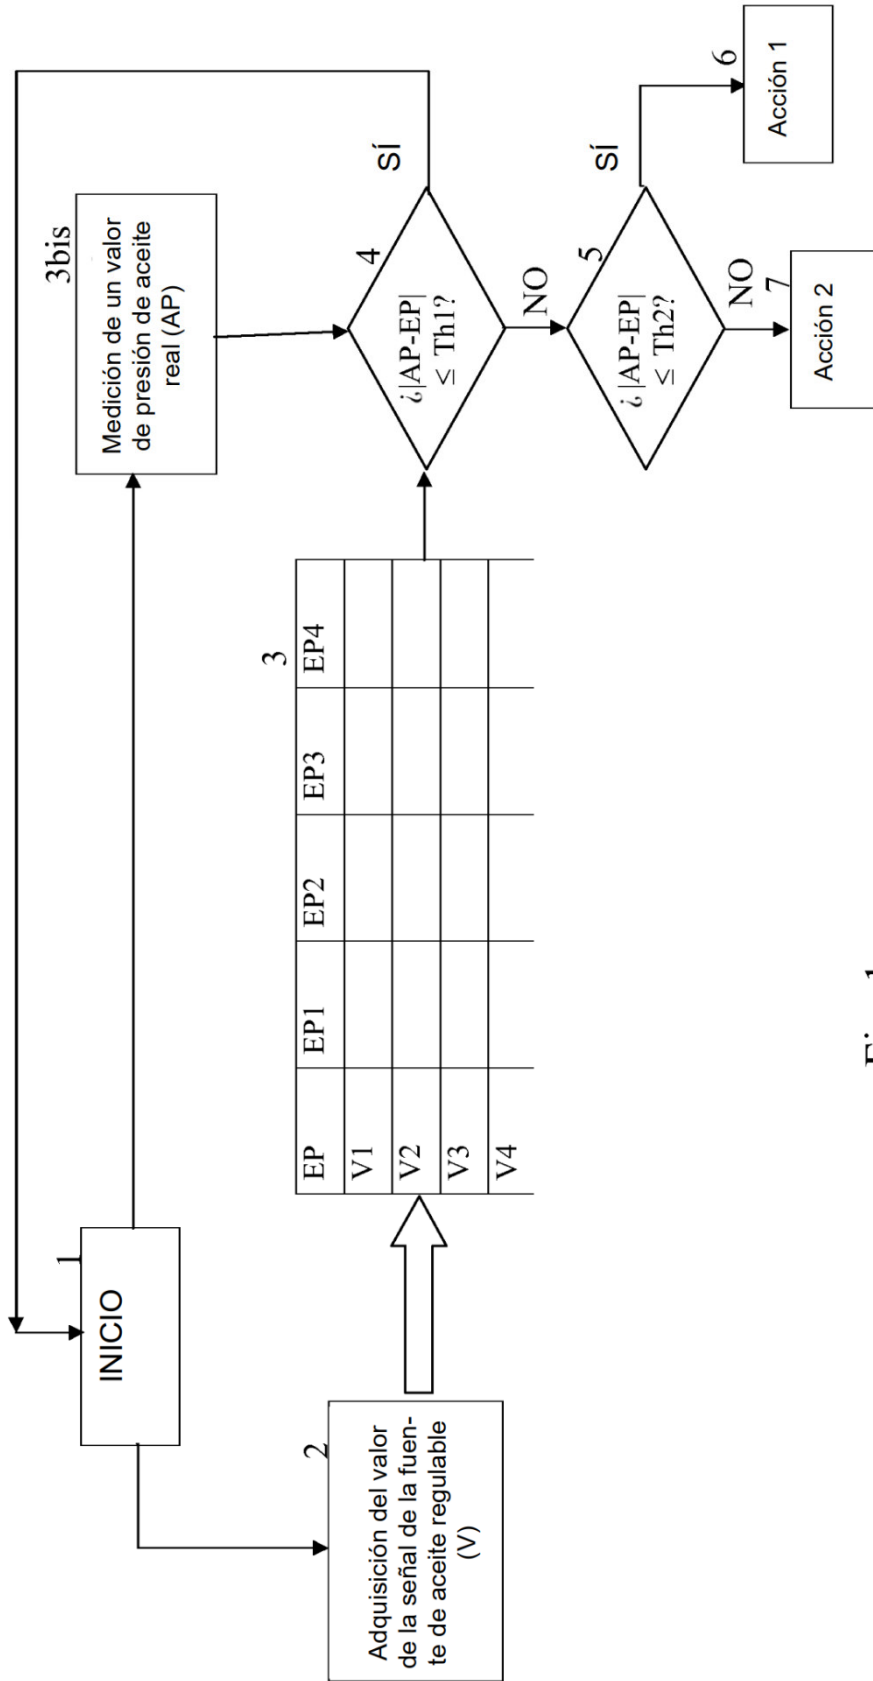 1
INICIO
2
Adquisición del valor
de la señal de la fuen-
te de aceite regulable
(V)
3bis
Medición de un valor
de presión de aceite
real (AP)
3
EP EP1 EP2 EP3 EP4
V1
V2
V3
V4
4
¿|AP-EP|
≤ Th1?
SÍ
NO
5
¿|AP-EP|
≤ Th2?
SÍ
NO
6
Acción 1
7
Acción 2